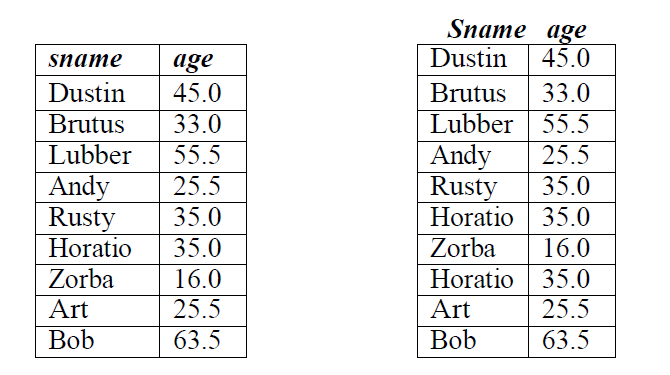 sname age
Dustin 45.0
Brutus 33.0
Lubber 55.5
Andy 25.5
Rusty 35.0
Horatio 35.0
Zorba 16.0
Art 25.5
Bob 63.5
Sname age
Dustin 45.0
Brutus 33.0
Lubber 55.5
Andy 25.5
Rusty 35.0
Horatio 35.0
Zorba 16.0
Horatio 35.0
Art 25.5
Bob 63.5